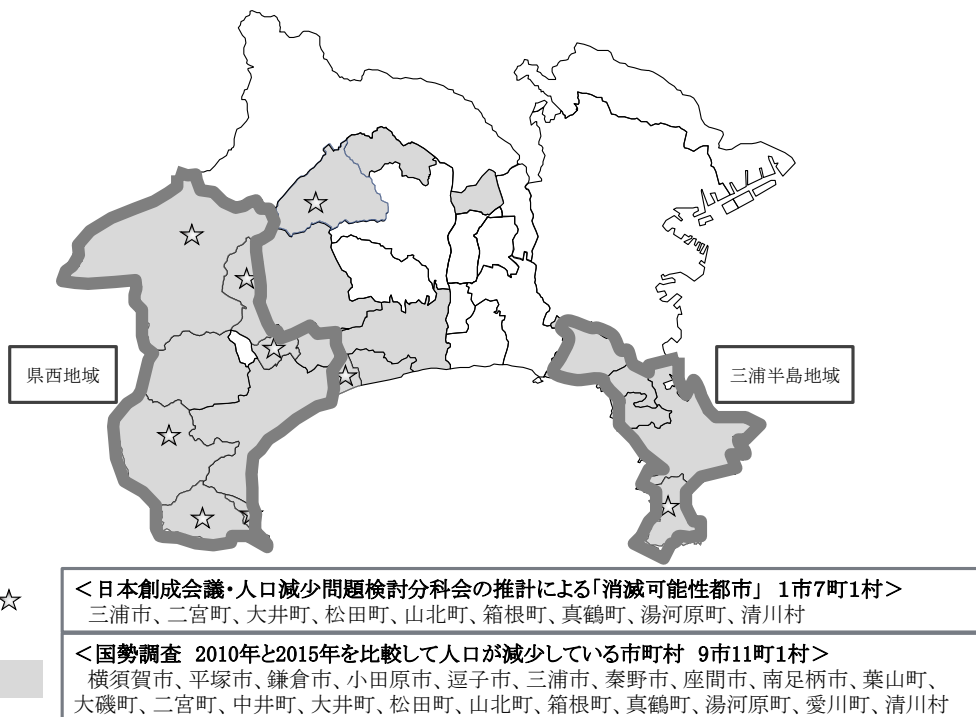 県西地域
三浦半島地域
☆
＜日本創成会議・人口減少問題検討分科会の推計による「消滅可能性都市」 1市7町1村＞
三浦市、二宮町、大井町、松田町、山北町、箱根町、真鶴町、湯河原町、清川村
＜国勢調査 2010年と2015年を比較して人口が減少している市町村 9市11町1村＞
横須賀市、平塚市、鎌倉市、小田原市、逗子市、三浦市、秦野市、座間市、南足柄市、葉山町、
大磯町、二宮町、中井町、大井町、松田町、山北町、箱根町、真鶴町、湯河原町、愛川町、清川村